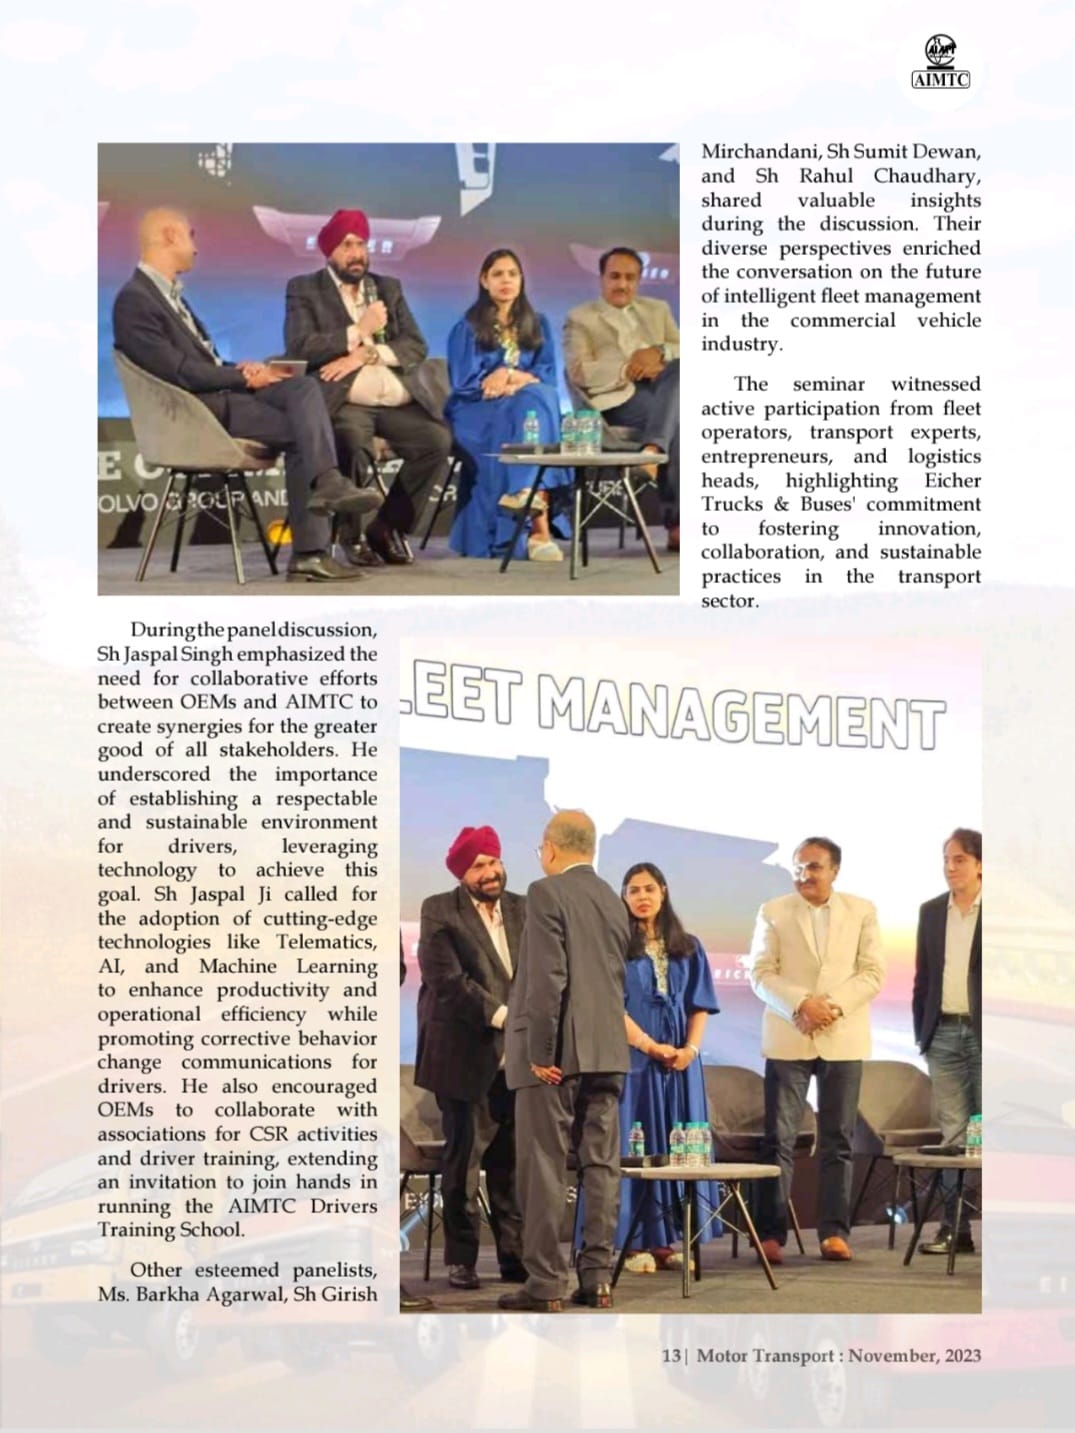 AIMTC
EICHER
OLVO GROUP AND
During the panel discussion,
Sh Jaspal Singh emphasized the
need for collaborative efforts
between OEMs and AIMTC to
create synergies for the greater
good of all stakeholders. He
underscored the importance
of establishing a respectable
and sustainable environment
for drivers, leveraging
technology to achieve this
goal. Sh Jaspal Ji called for
the adoption of cutting-edge
technologies like Telematics,
AI, and Machine Learning
to enhance productivity and
operational efficiency while
promoting corrective behavior
change communications for
drivers. He also encouraged
OEMs to collaborate with
associations for CSR activities
and driver training, extending
an invitation to join hands in
running the AIMTC Drivers
Training School.
Other esteemed panelists,
Ms. Barkha Agarwal, Sh Girish
Mirchandani, Sh Sumit Dewan,
and Sh Rahul Chaudhary,
shared valuable insights
during the discussion. Their
diverse perspectives enriched
the conversation on the future
of intelligent fleet management
in the commercial vehicle
industry.
The seminar witnessed
active participation from fleet
operators, transport experts,
entrepreneurs, and logistics
heads, highlighting Eicher
Trucks & Buses' commitment
to fostering innovation,
collaboration, and sustainable
practices in the transport
sector.
LEET MANAGEMENT
13| Motor Transport : November, 2023